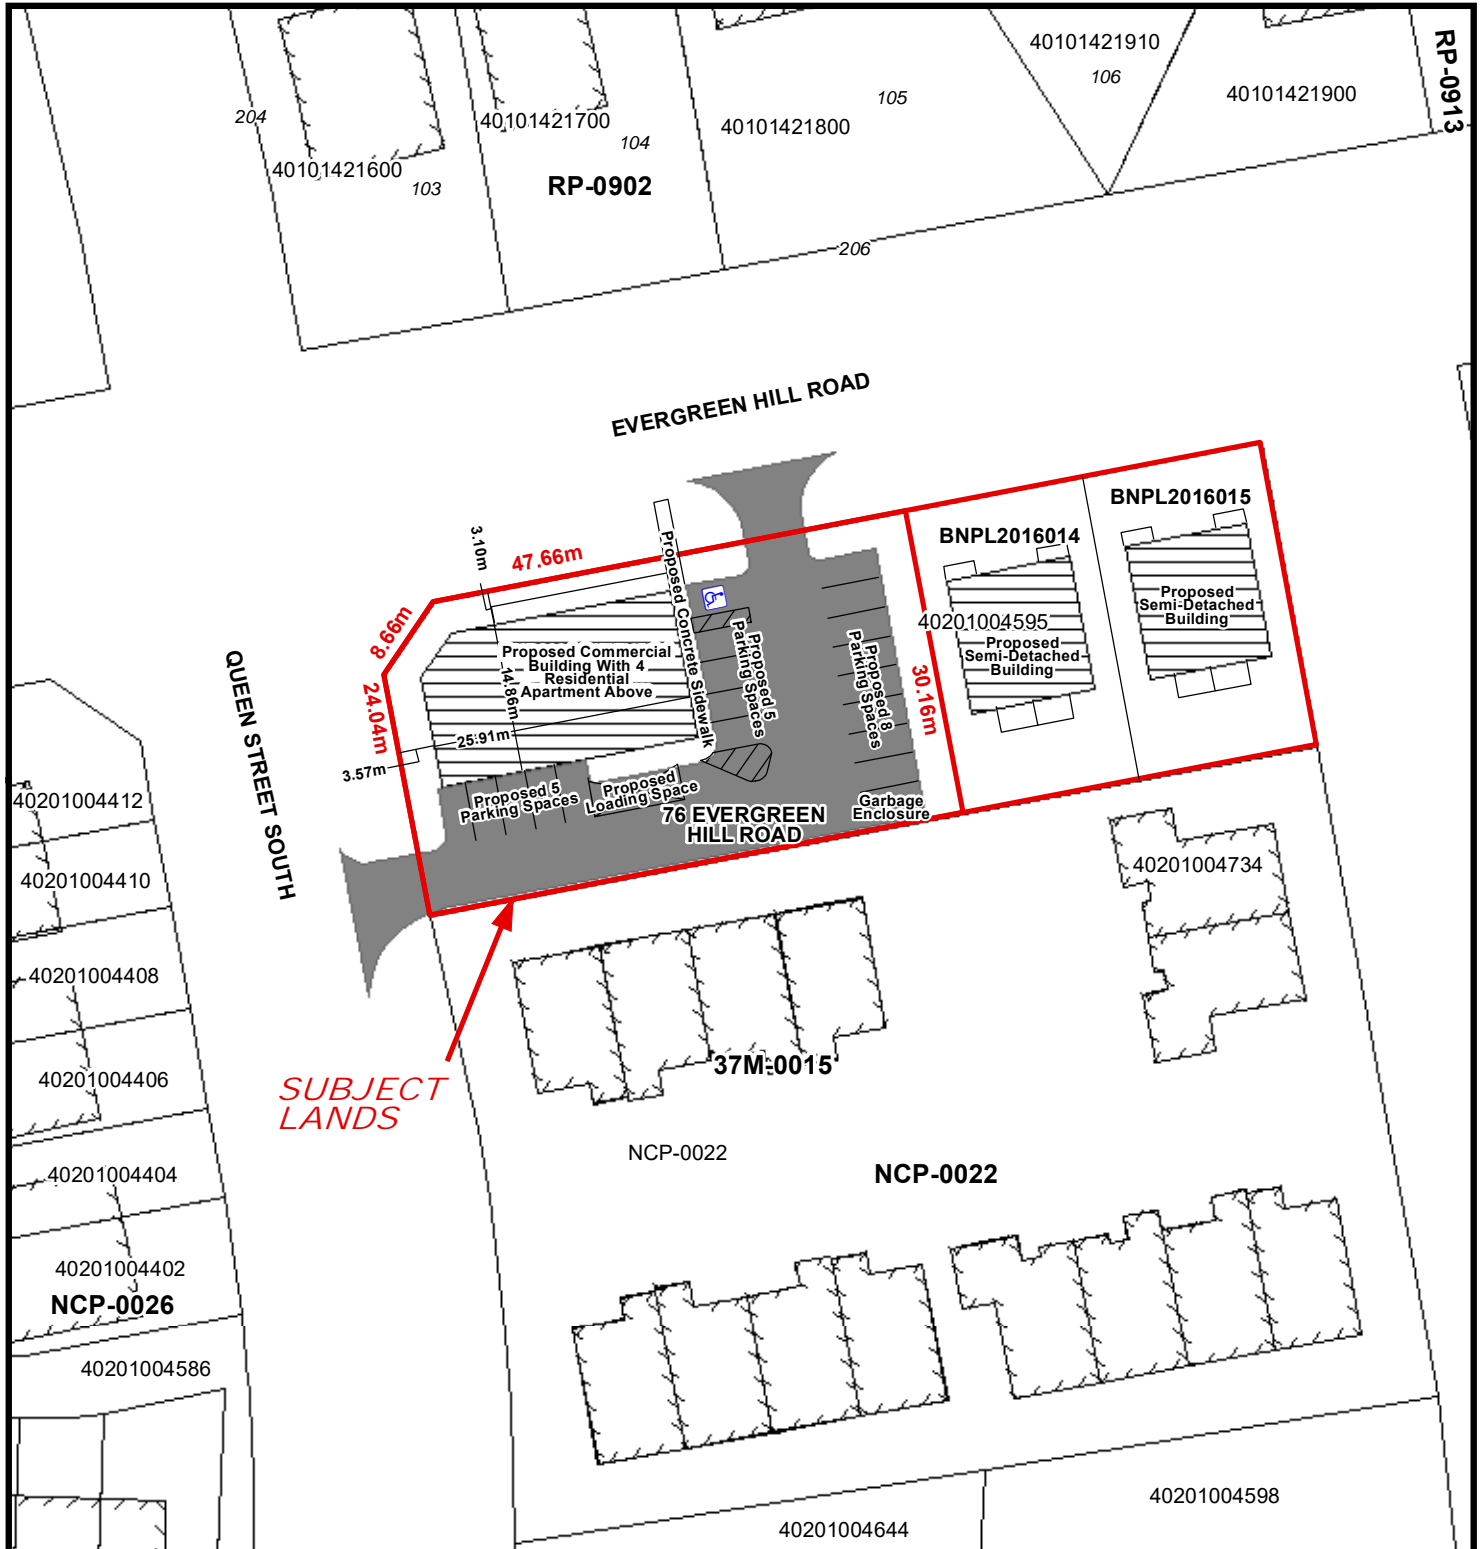 40101421910
106
RP-0913
204
105
40101421900
40101421700
104
40101421800
40101421600
103
RP-0902
206
EVERGREEN HILL ROAD
BNPL2016015
BNPL2016014
3.10m
47.66m
Proposed Concrete Sidewalk
8.66m
Proposed
Semi-Detached
Building
40201004595
Proposed
Semi-Detached
Building
Proposed Commercial
Building With 4
Residential
Apartment Above
14.86m
Proposed 5
Parking Spaces
Proposed 8
Parking Spaces
30.16m
24.04m
25.91m
3.57m
QUEEN STREET SOUTH
Proposed 5
Parking Spaces
Proposed
Loading Space
76 EVERGREEN
HILL ROAD
Garbage
Enclosure
40201004412
40201004410
40201004734
40201004408
40201004406
37M-0015
SUBJECT
LANDS
NCP-0022
NCP-0022
40201004404
40201004402
NCP-0026
40201004586
40201004598
40201004644